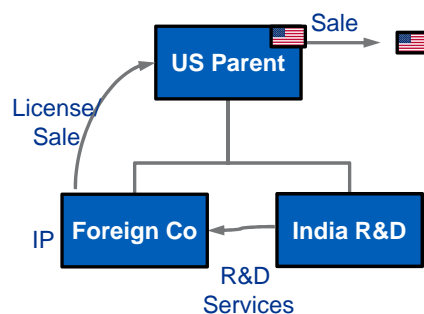 Sale
US Parent
License/
Sale
IP
Foreign Co
India R&D
R&D
Services